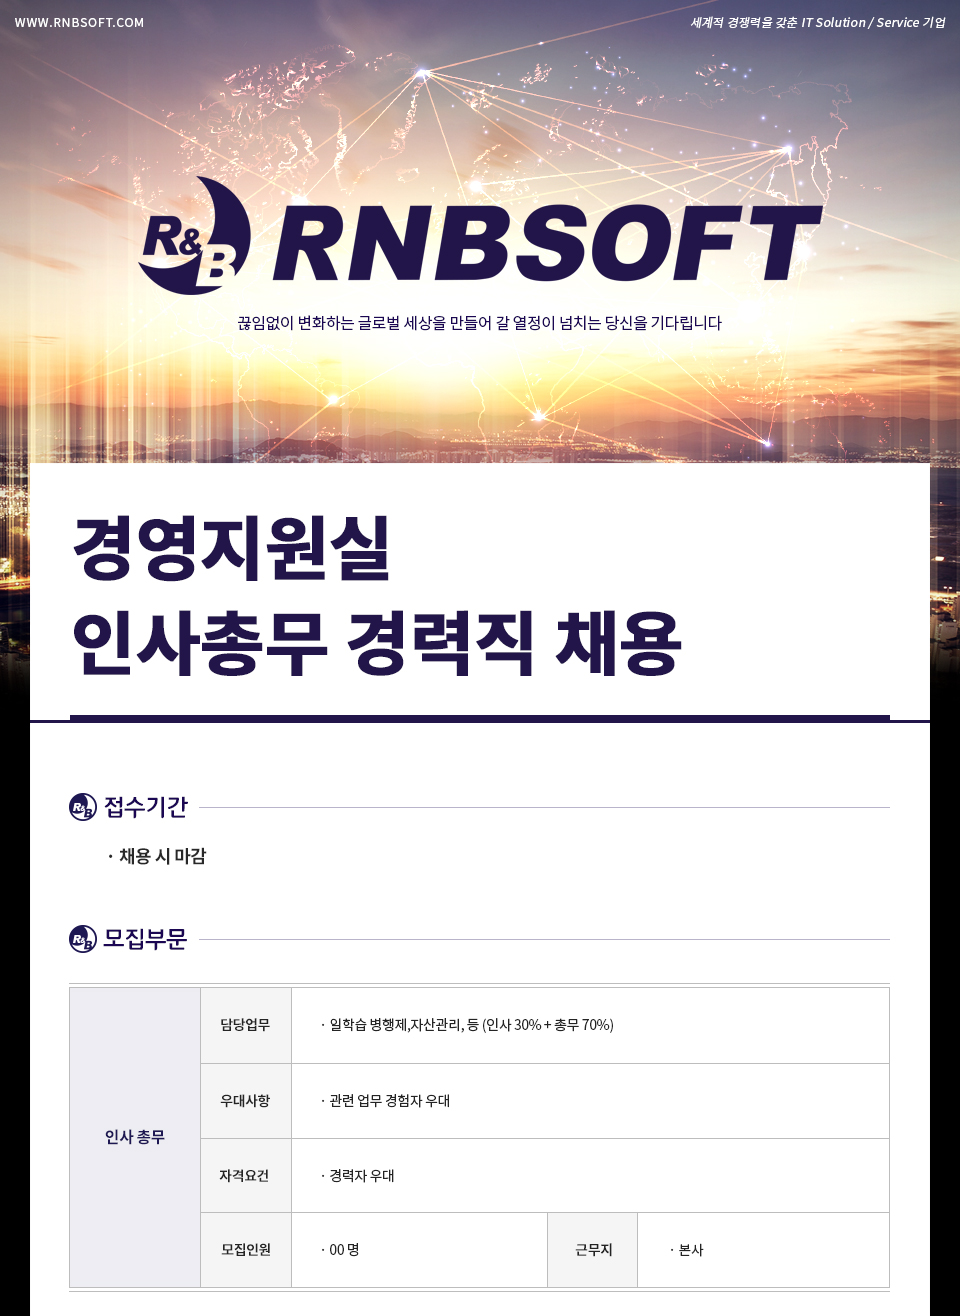 WWW.RNBSOFT.COM
세계적 경쟁력을 갖춘 IT Solution / Service 기업
R&B RNBSOFT
끊임없이 변화하는 글로벌 세상을 만들어 갈 열정이 넘치는 당신을 기다립니다
경영지원실
인사총무 경력직 채용
R&B 접수기간
· 채용 시 마감
R&B 모집부문
인사 총무
담당업무
· 일학습 병행제,자산관리, 등 (인사 30% + 총무 70%)
우대사항
· 관련 업무 경험자 우대
자격요건
· 경력자 우대
모집인원
· 00 명
근무지
· 본사